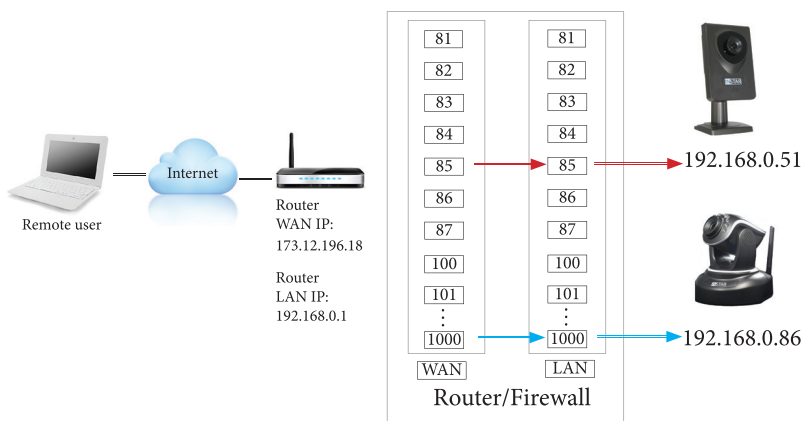 Remote user
Internet
Router
WAN IP:
173.12.196.18
Router
LAN IP:
192.168.0.1
81
82
83
84
85
86
87
100
101
1000
WAN
81
82
83
84
85
86
87
100
101
1000
LAN
Router/Firewall
192.168.0.51
192.168.0.86